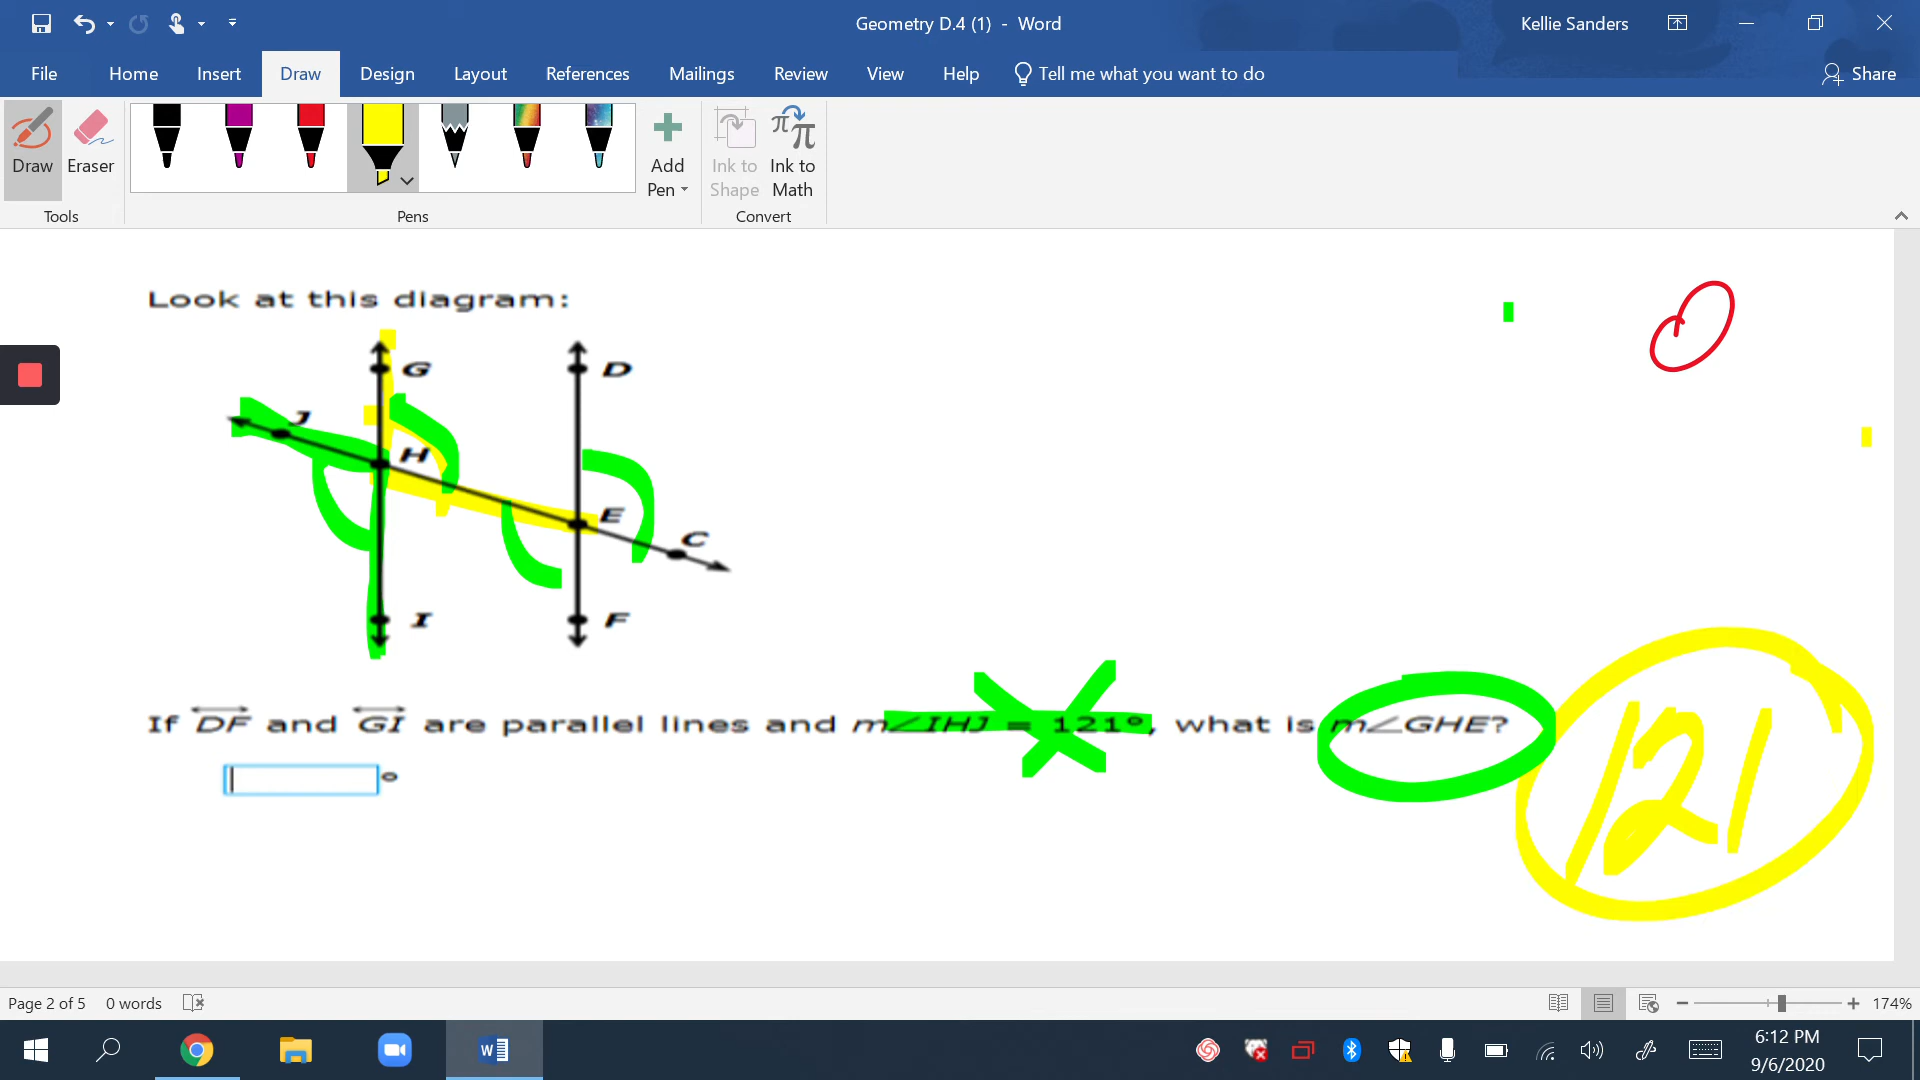 Geometry D.4 (1) - Word
Kellie Sanders
File Home Insert Draw Design Layout References Mailings Review View Help Tell me what you want to do Share
Draw Eraser
Add Pen
Ink to Shape
Ink to Math
Tools Pens Convert
Look at this diagram:
G D
J
H
E
C
I F
If DF and GI are parallel lines and m∠IHJ = 121°, what is m∠GHE?
°
121
Page 2 of 5 0 words 174%
W
6:12 PM
9/6/2020